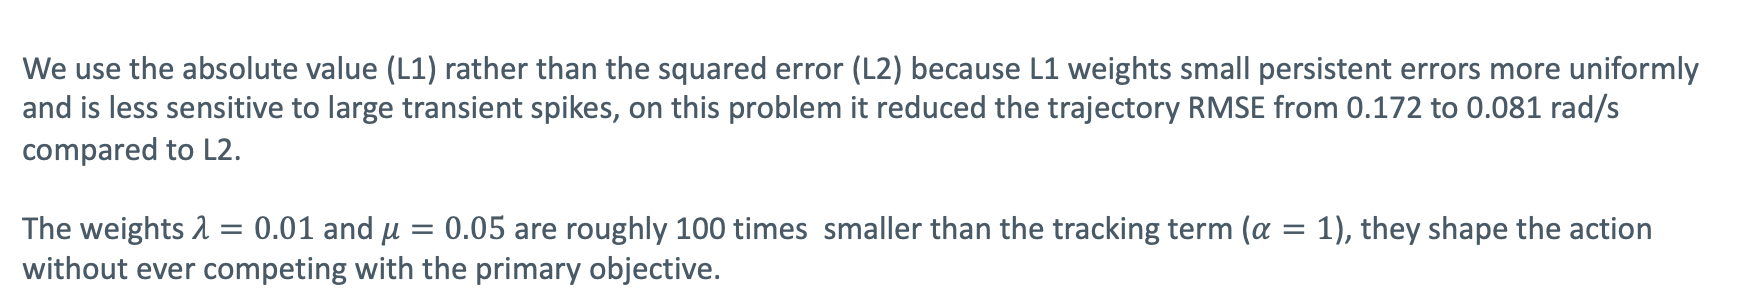 We use the absolute value (L1) rather than the squared error (L2) because L1 weights small persistent errors more uniformly
and is less sensitive to large transient spikes, on this problem it reduced the trajectory RMSE from 0.172 to 0.081 rad/s
compared to L2.
The weights 𝜆 = 0.01 and 𝜇 = 0.05 are roughly 100 times  smaller than the tracking term (𝛼 = 1), they shape the action
without ever competing with the primary objective.